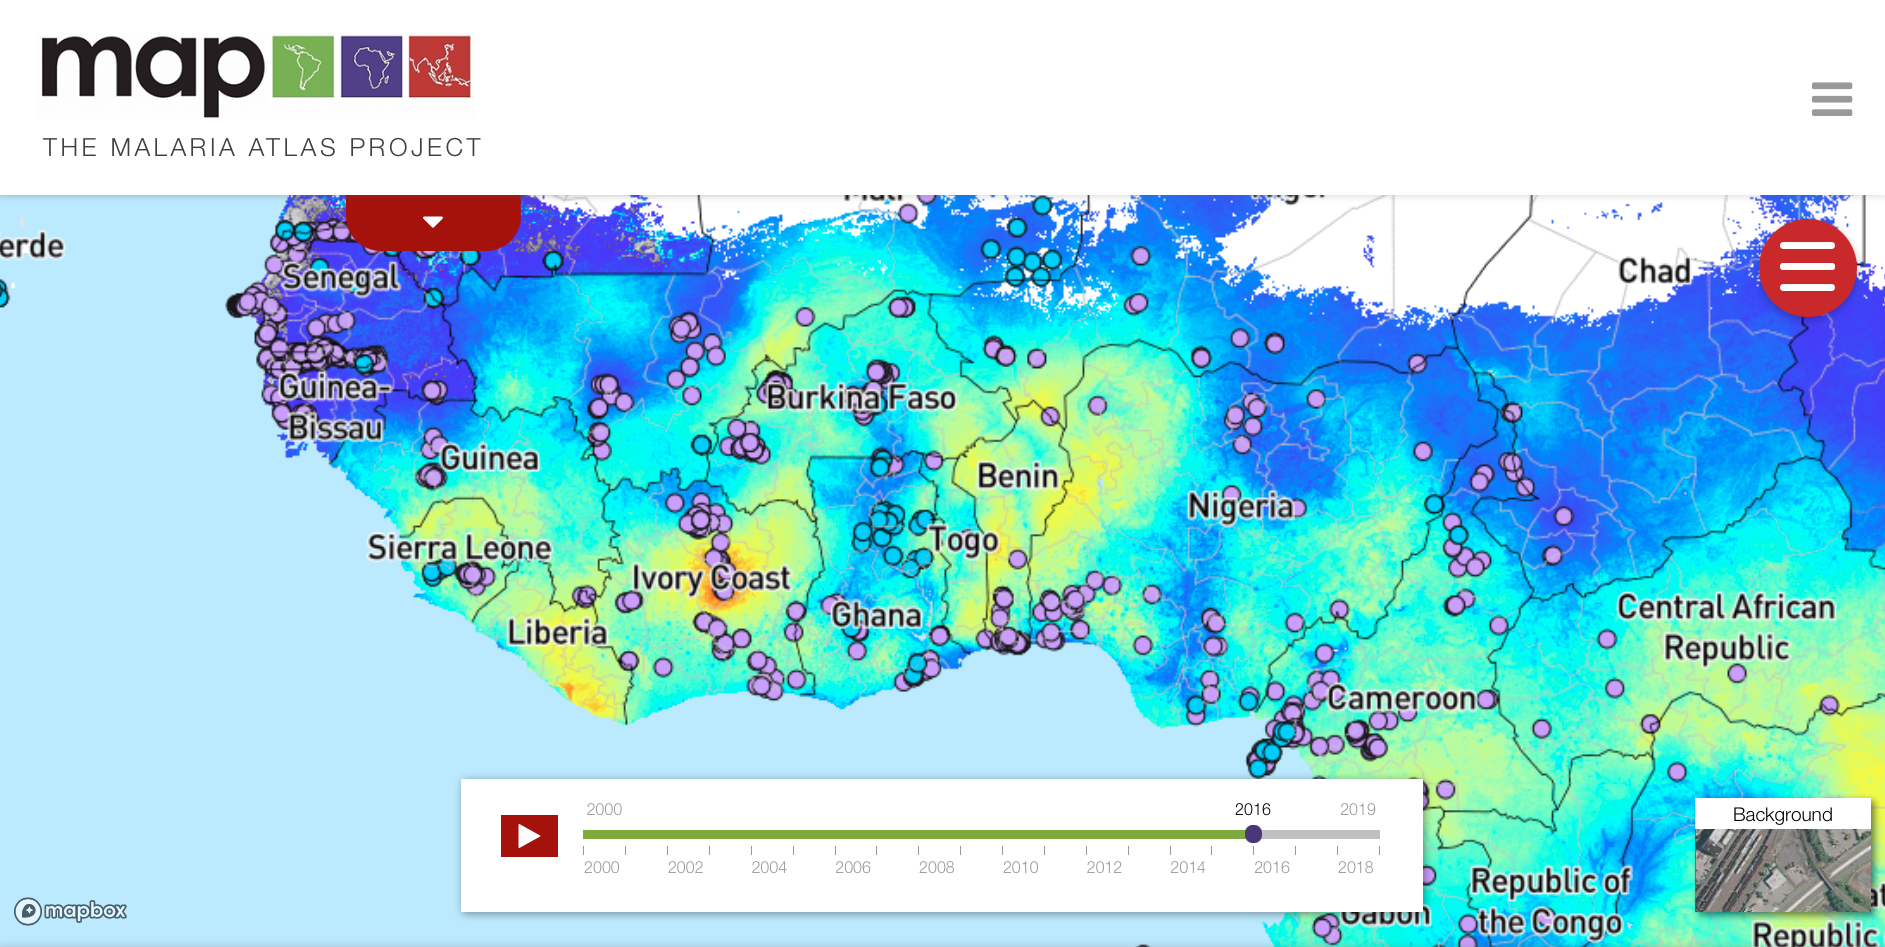 map
THE MALARIA ATLAS PROJECT
Mali
Niger
erde
Senegal
Chad
Guinea-
Bissau
Burkina Faso
Guinea
Benin
Nigeria
Sierra Leone
Togo
Ivory Coast
Ghana
Liberia
Central African
Republic
Cameroon
2000
2016
2019
2000 2002 2004 2006 2008 2010 2012 2014 2016 2018
Background
Republic of
the Congo
Gabon
Republic
mapbox